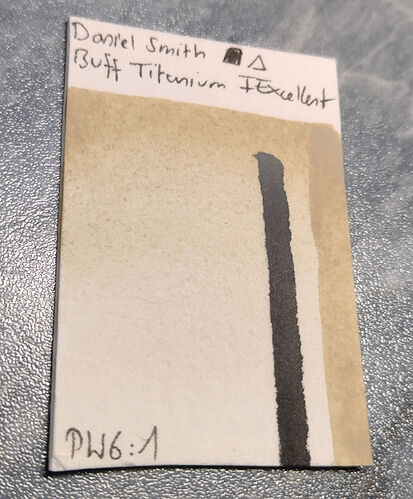 Daniel Smith
Buff Titanium I Excellent
PW6:1